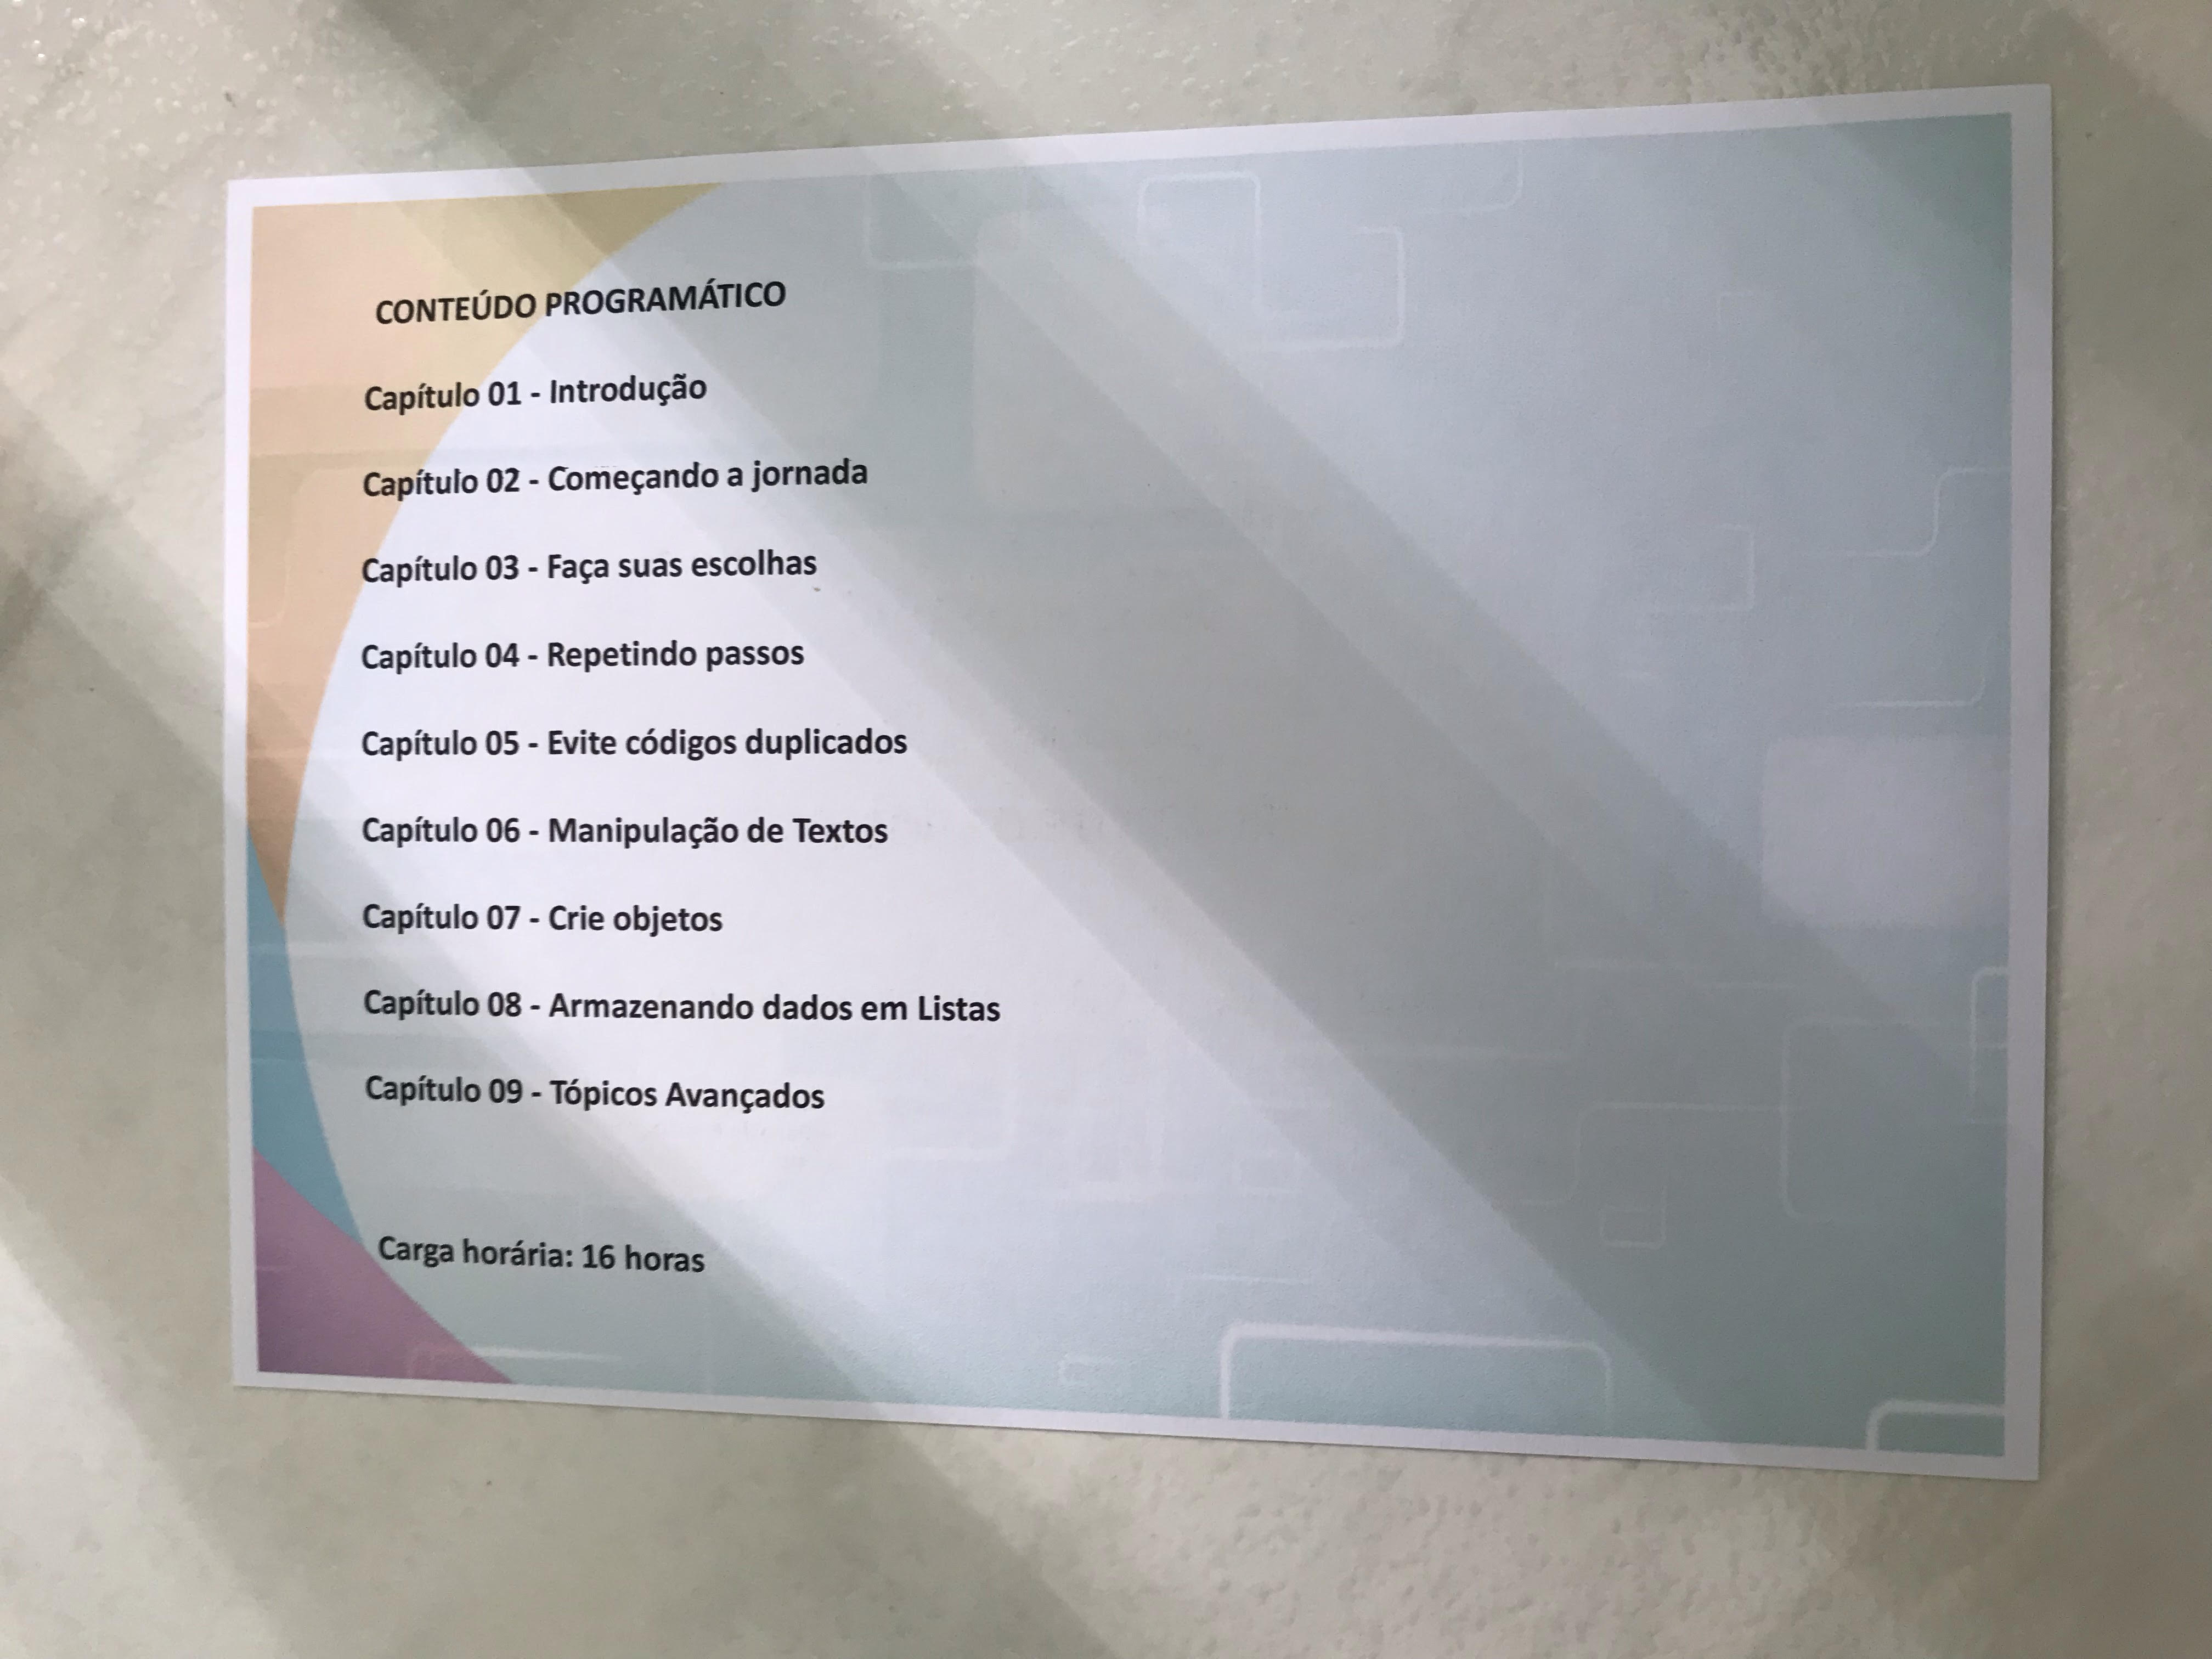 CONTEÚDO PROGRAMÁTICO
Capítulo 01 - Introdução
Capítulo 02 - Começando a jornada
Capítulo 03 - Faça suas escolhas
Capítulo 04 - Repetindo passos
Capítulo 05 - Evite códigos duplicados
Capítulo 06 - Manipulação de Textos
Capítulo 07 - Crie objetos
Capítulo 08 - Armazenando dados em Listas
Capítulo 09 - Tópicos Avançados
Carga horária: 16 horas